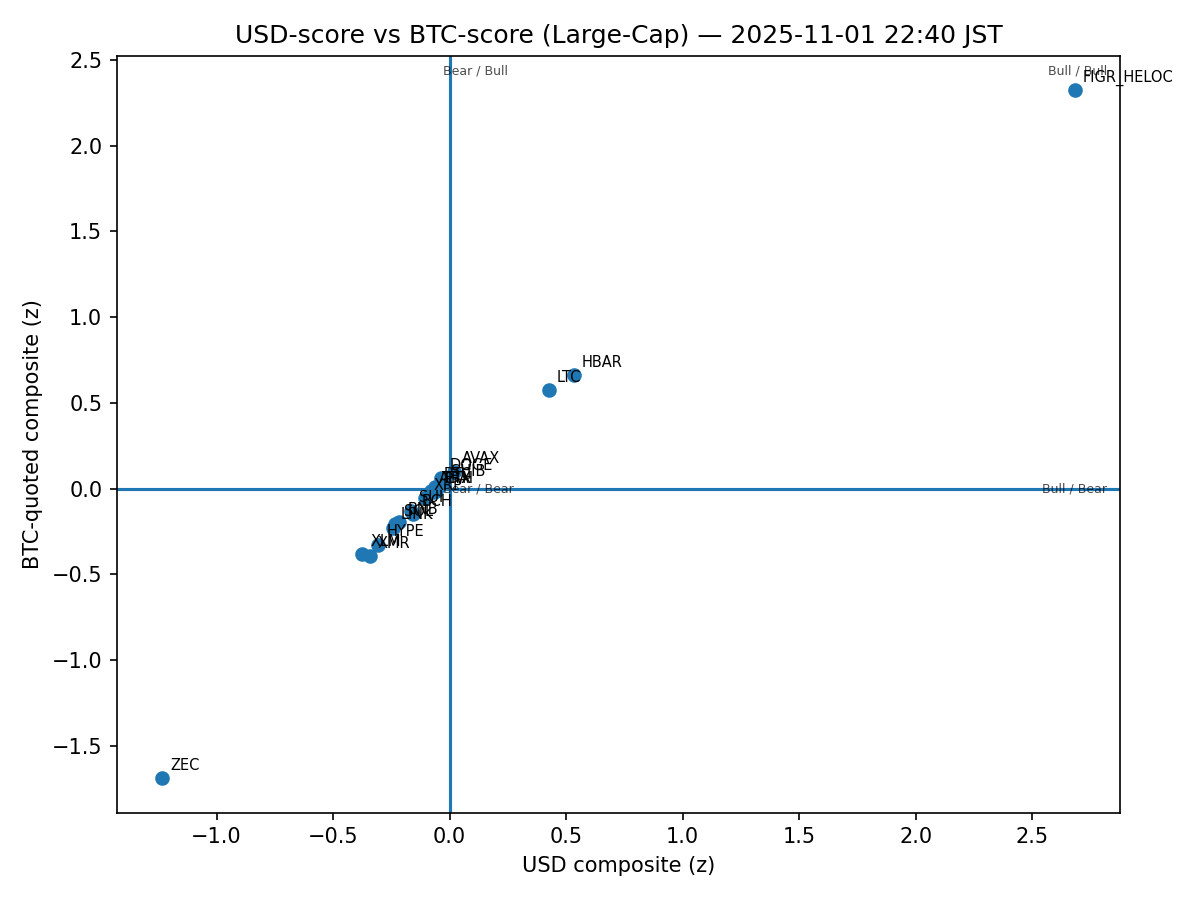 USD-score vs BTC-score (Large-Cap) — 2025-11-01 22:40 JST
2.5
Bear / Bull
Bull / Bull
FIGR_HELOC
2.0
1.5
1.0
HBAR
LTC
0.5
AVAX
DOGE
0.0
Bear / Bear
Bull / Bear
HYPE
XLM
XMR
−0.5
−1.0
−1.5
ZEC
−1.0
−0.5
0.0
0.5
1.0
1.5
2.0
2.5
USD composite (z)
BTC-quoted composite (z)